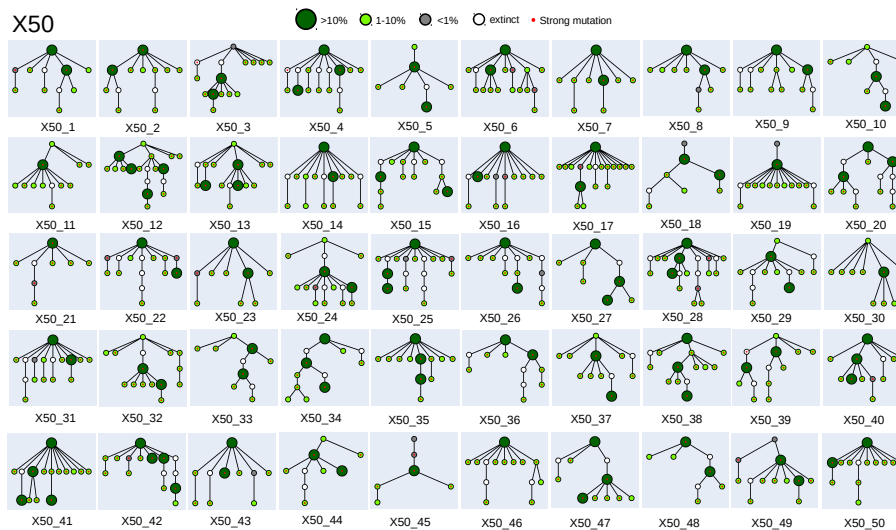 X50
>10% 1-10% <1% extinct Strong mutation
X50_1 X50_2 X50_3 X50_4 X50_5 X50_6 X50_7 X50_8 X50_9 X50_10
X50_11 X50_12 X50_13 X50_14 X50_15 X50_16 X50_17 X50_18 X50_19 X50_20
X50_21 X50_22 X50_23 X50_24 X50_25 X50_26 X50_27 X50_28 X50_29 X50_30
X50_31 X50_32 X50_33 X50_34 X50_35 X50_36 X50_37 X50_38 X50_39 X50_40
X50_41 X50_42 X50_43 X50_44 X50_45 X50_46 X50_47 X50_48 X50_49 X50_50